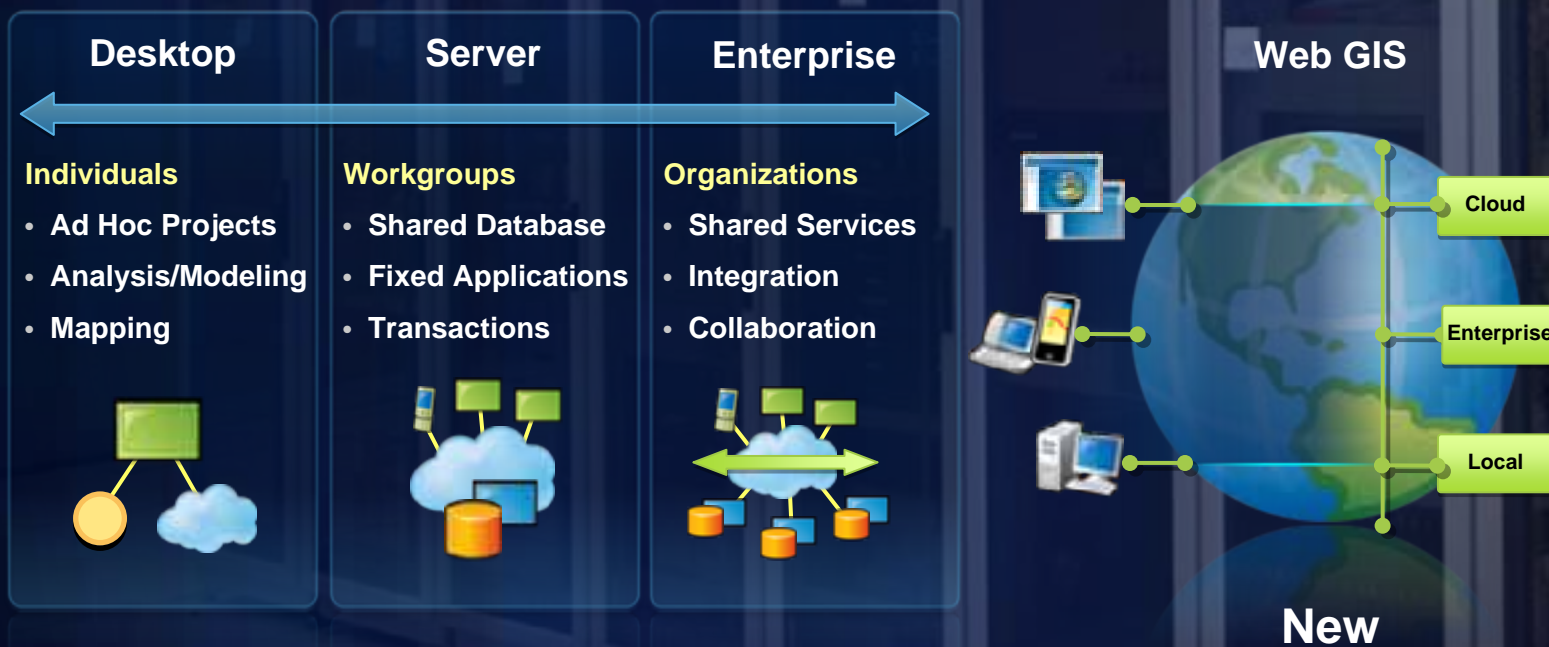 Desktop
Individuals
• Ad Hoc Projects
• Analysis/Modeling
• Mapping
Server
Workgroups
• Shared Database
• Fixed Applications
• Transactions
Enterprise
Organizations
• Shared Services
• Integration
• Collaboration
Web GIS
Cloud
Enterprise
Local
New